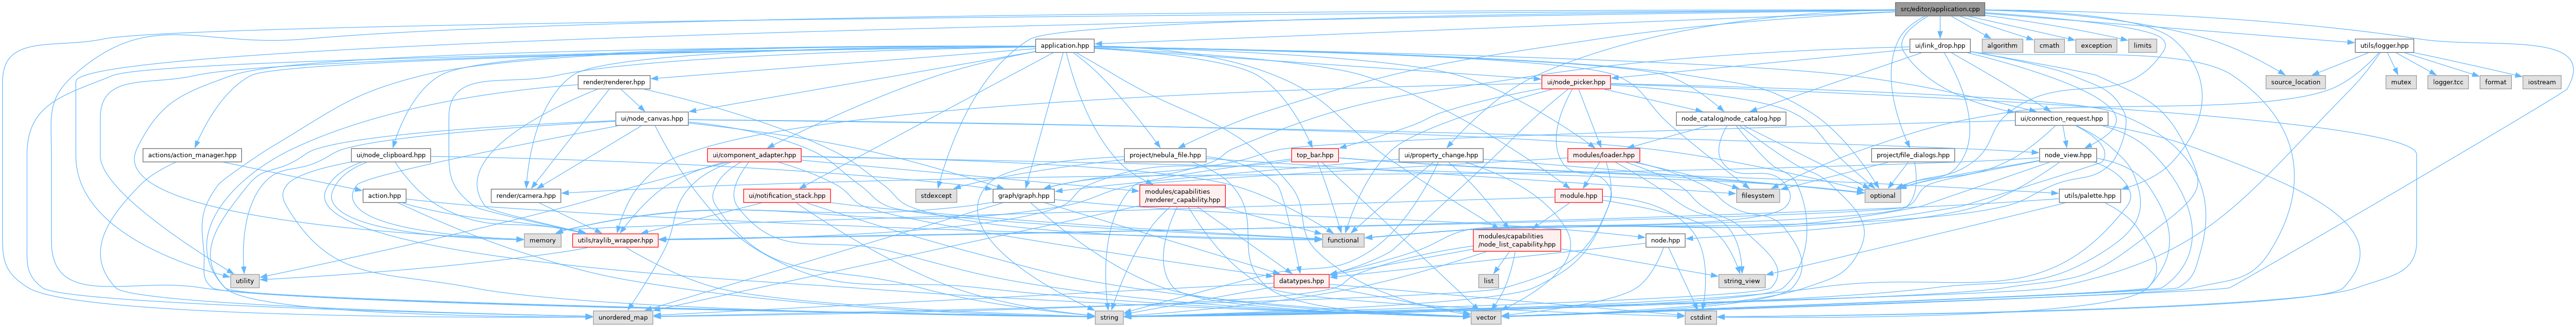 src/editor/application.cpp
application.hpp
ui/link_drop.hpp
algorithm
cmath
exception
limits
utils/logger.hpp
render/renderer.hpp
ui/node_picker.hpp
source_location
mutex
logger.tcc
format
iostream
ui/node_canvas.hpp
node_catalog/node_catalog.hpp
ui/connection_request.hpp
actions/action_manager.hpp
ui/node_clipboard.hpp
ui/component_adapter.hpp
project/nebula_file.hpp
top_bar.hpp
ui/property_change.hpp
modules/loader.hpp
project/file_dialogs.hpp
node_view.hpp
action.hpp
render/camera.hpp
ui/notification_stack.hpp
stdexcept
graph/graph.hpp
modules/capabilities
/renderer_capability.hpp
module.hpp
filesystem
optional
utils/palette.hpp
memory
utils/raylib_wrapper.hpp
functional
modules/capabilities
/node_list_capability.hpp
node.hpp
utility
datatypes.hpp
list
string_view
unordered_map
string
vector
cstdint